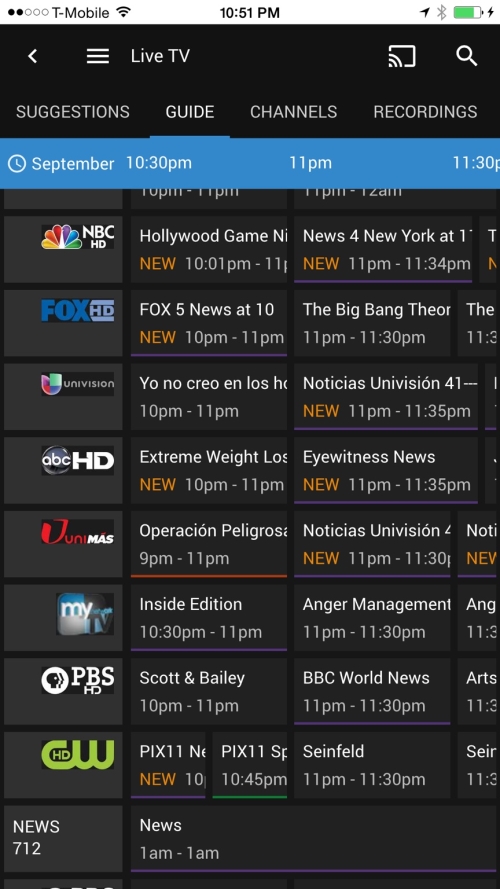 T-Mobile 10:51 PM
Live TV
SUGGESTIONS GUIDE CHANNELS RECORDINGS
September 10:30pm 11pm 11:30p
10pm - 11pm 11pm - 12am
NBC HD Hollywood Game Ni News 4 New York at 1 T
NEW 10:01pm - 11p NEW 11pm - 11:34pm N
FOX HD FOX 5 News at 10 The Big Bang Theor The
NEW 10pm - 11pm 11pm - 11:30pm 11:3
UNIVISION Yo no creo en los ho Noticias Univisión 41---
10pm - 11pm NEW 11pm - 11:35pm
abc HD Extreme Weight Los Eyewitness News
NEW 10pm - 11pm NEW 11pm - 11:35pm
UNIMÁS Operación Peligrosa Noticias Univisión 4 Noti
9pm - 11pm NEW 11pm - 11:30p NEW
my TV Inside Edition Anger Management Ang
10:30pm - 11pm 11pm - 11:30pm 11:3
PBS HD Scott & Bailey BBC World News Arts
10pm - 11pm 11pm - 11:30pm 11:3
CW HD PIX11 Ne PIX11 Sp Seinfeld Sein
NEW 10p 10:45pm 11pm - 11:30pm 11:3
NEWS News
712 1am - 1am